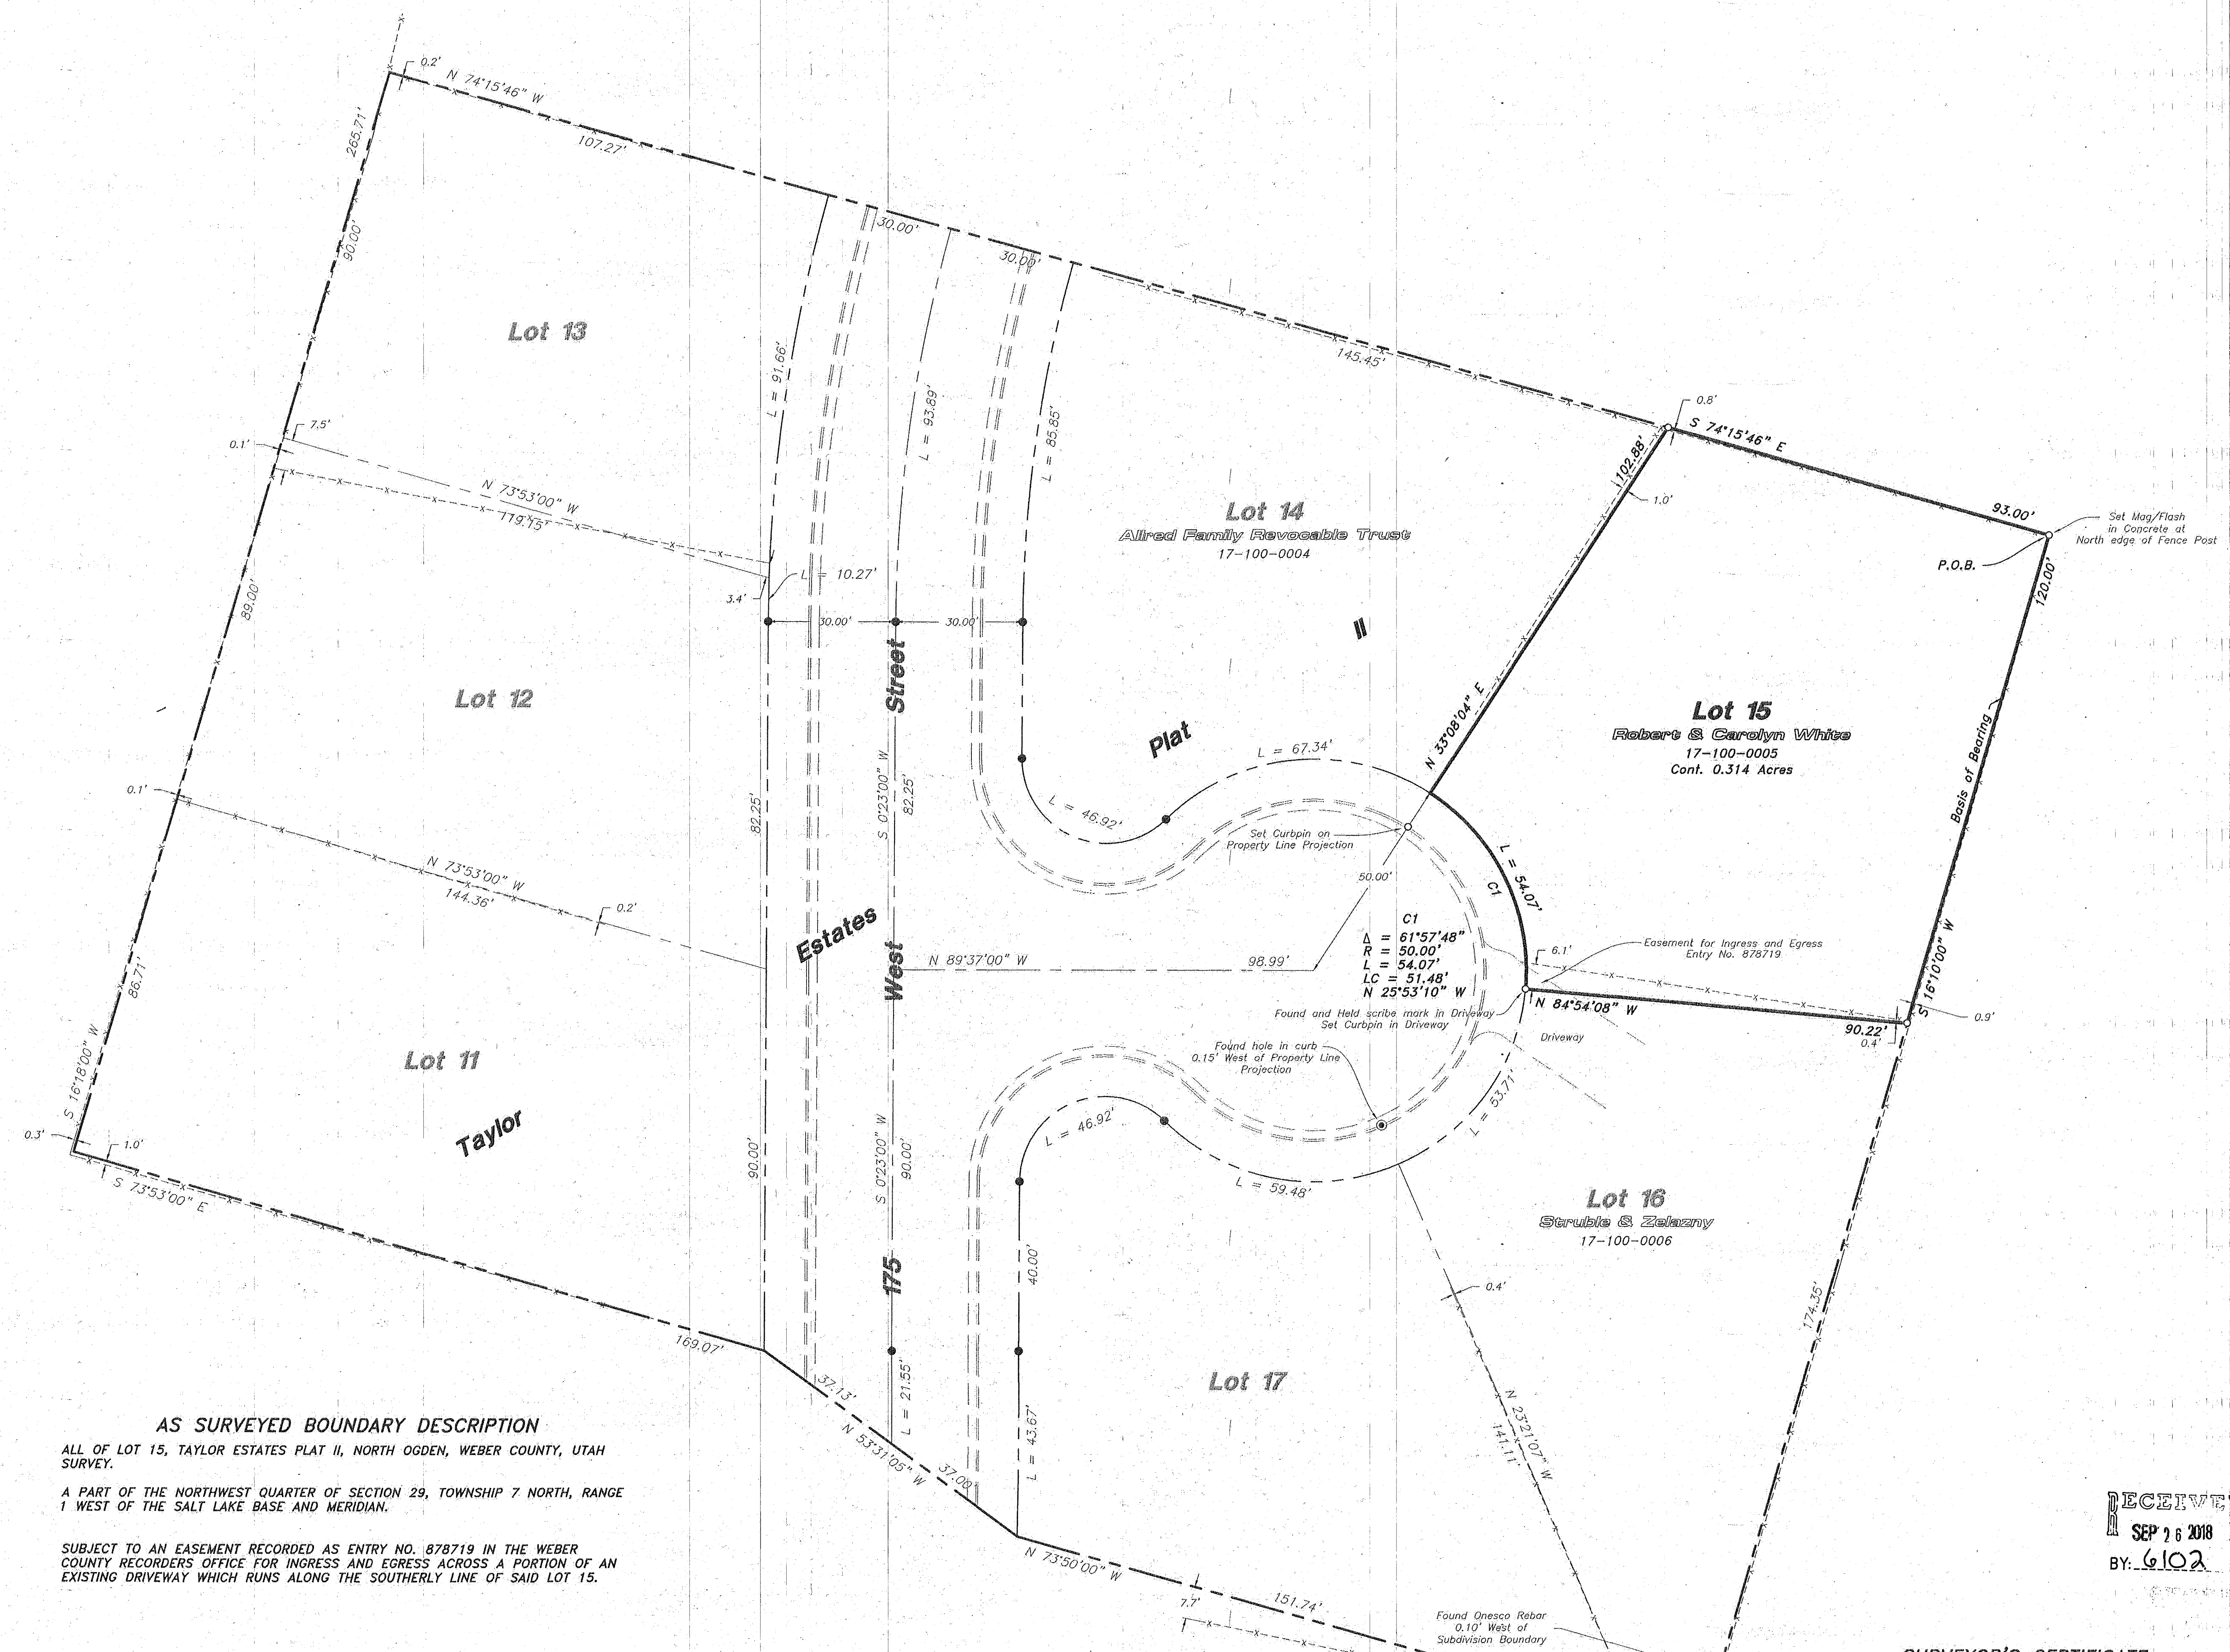 0.2'
N 74°15'46" W
107.27'
265.71'
90.00'
30.00'
30.00'
Lot 13
L = 91.66'
L = 93.89'
L = 85.85'
145.45'
0.8'
S 74°15'46" E
93.00'
102.88'
1.0'
Set Mag/Flash
in Concrete at
North edge of Fence Post
P.O.B.
120.00'
7.5'
0.1'
N 73°53'00" W
119.15'
Lot 14
Allred Family Revocable Trust
17-100-0004
L = 10.27'
3.4'
30.00'
30.00'
89.00'
Street
II
Lot 12
N 33°08'04" E
Lot 15
Robert & Carolyn White
17-100-0005
Cont. 0.314 Acres
Basis of Bearing
Plat
L = 67.34'
S 0°23'00" W
82.25'
82.25'
L = 46.92'
0.1'
Set Curbpin on
Property Line Projection
50.00'
L = 54.07'
C1
N 73°53'00" W
144.36'
0.2'
Estates
West
N 89°37'00" W
98.99'
C1
Δ = 61°57'48"
R = 50.00'
L = 54.07'
LC = 51.48'
N 25°53'10" W
6.1'
Easement for Ingress and Egress
Entry No. 878719
S 16°10'00" W
86.71'
N 84°54'08" W
90.22'
0.4'
0.9'
Found and Held scribe mark in Driveway
Set Curbpin in Driveway
Driveway
Found hole in curb
0.15' West of Property Line
Projection
Lot 11
S 16°18'00" W
0.3'
1.0'
S 73°53'00" E
Taylor
90.00'
S 0°23'00" W
90.00'
L = 46.92'
L = 53.71'
L = 59.48'
Lot 16
Struble & Zelazny
17-100-0006
175
40.00'
0.4'
174.35'
169.07'
37.13'
L = 21.55'
Lot 17
N 53°31'05" W
37.00'
L = 43.67'
N 23°21'07" W
141.11'
AS SURVEYED BOUNDARY DESCRIPTION
ALL OF LOT 15, TAYLOR ESTATES PLAT II, NORTH OGDEN, WEBER COUNTY, UTAH
SURVEY.
A PART OF THE NORTHWEST QUARTER OF SECTION 29, TOWNSHIP 7 NORTH, RANGE
1 WEST OF THE SALT LAKE BASE AND MERIDIAN.
SUBJECT TO AN EASEMENT RECORDED AS ENTRY NO. 878719 IN THE WEBER
COUNTY RECORDERS OFFICE FOR INGRESS AND EGRESS ACROSS A PORTION OF AN
EXISTING DRIVEWAY WHICH RUNS ALONG THE SOUTHERLY LINE OF SAID LOT 15.
N 73°50'00" W
7.7'
151.74'
Found Onesco Rebar
0.10' West of
Subdivision Boundary
RECEIVE
SEP 26 2018
BY: 6102